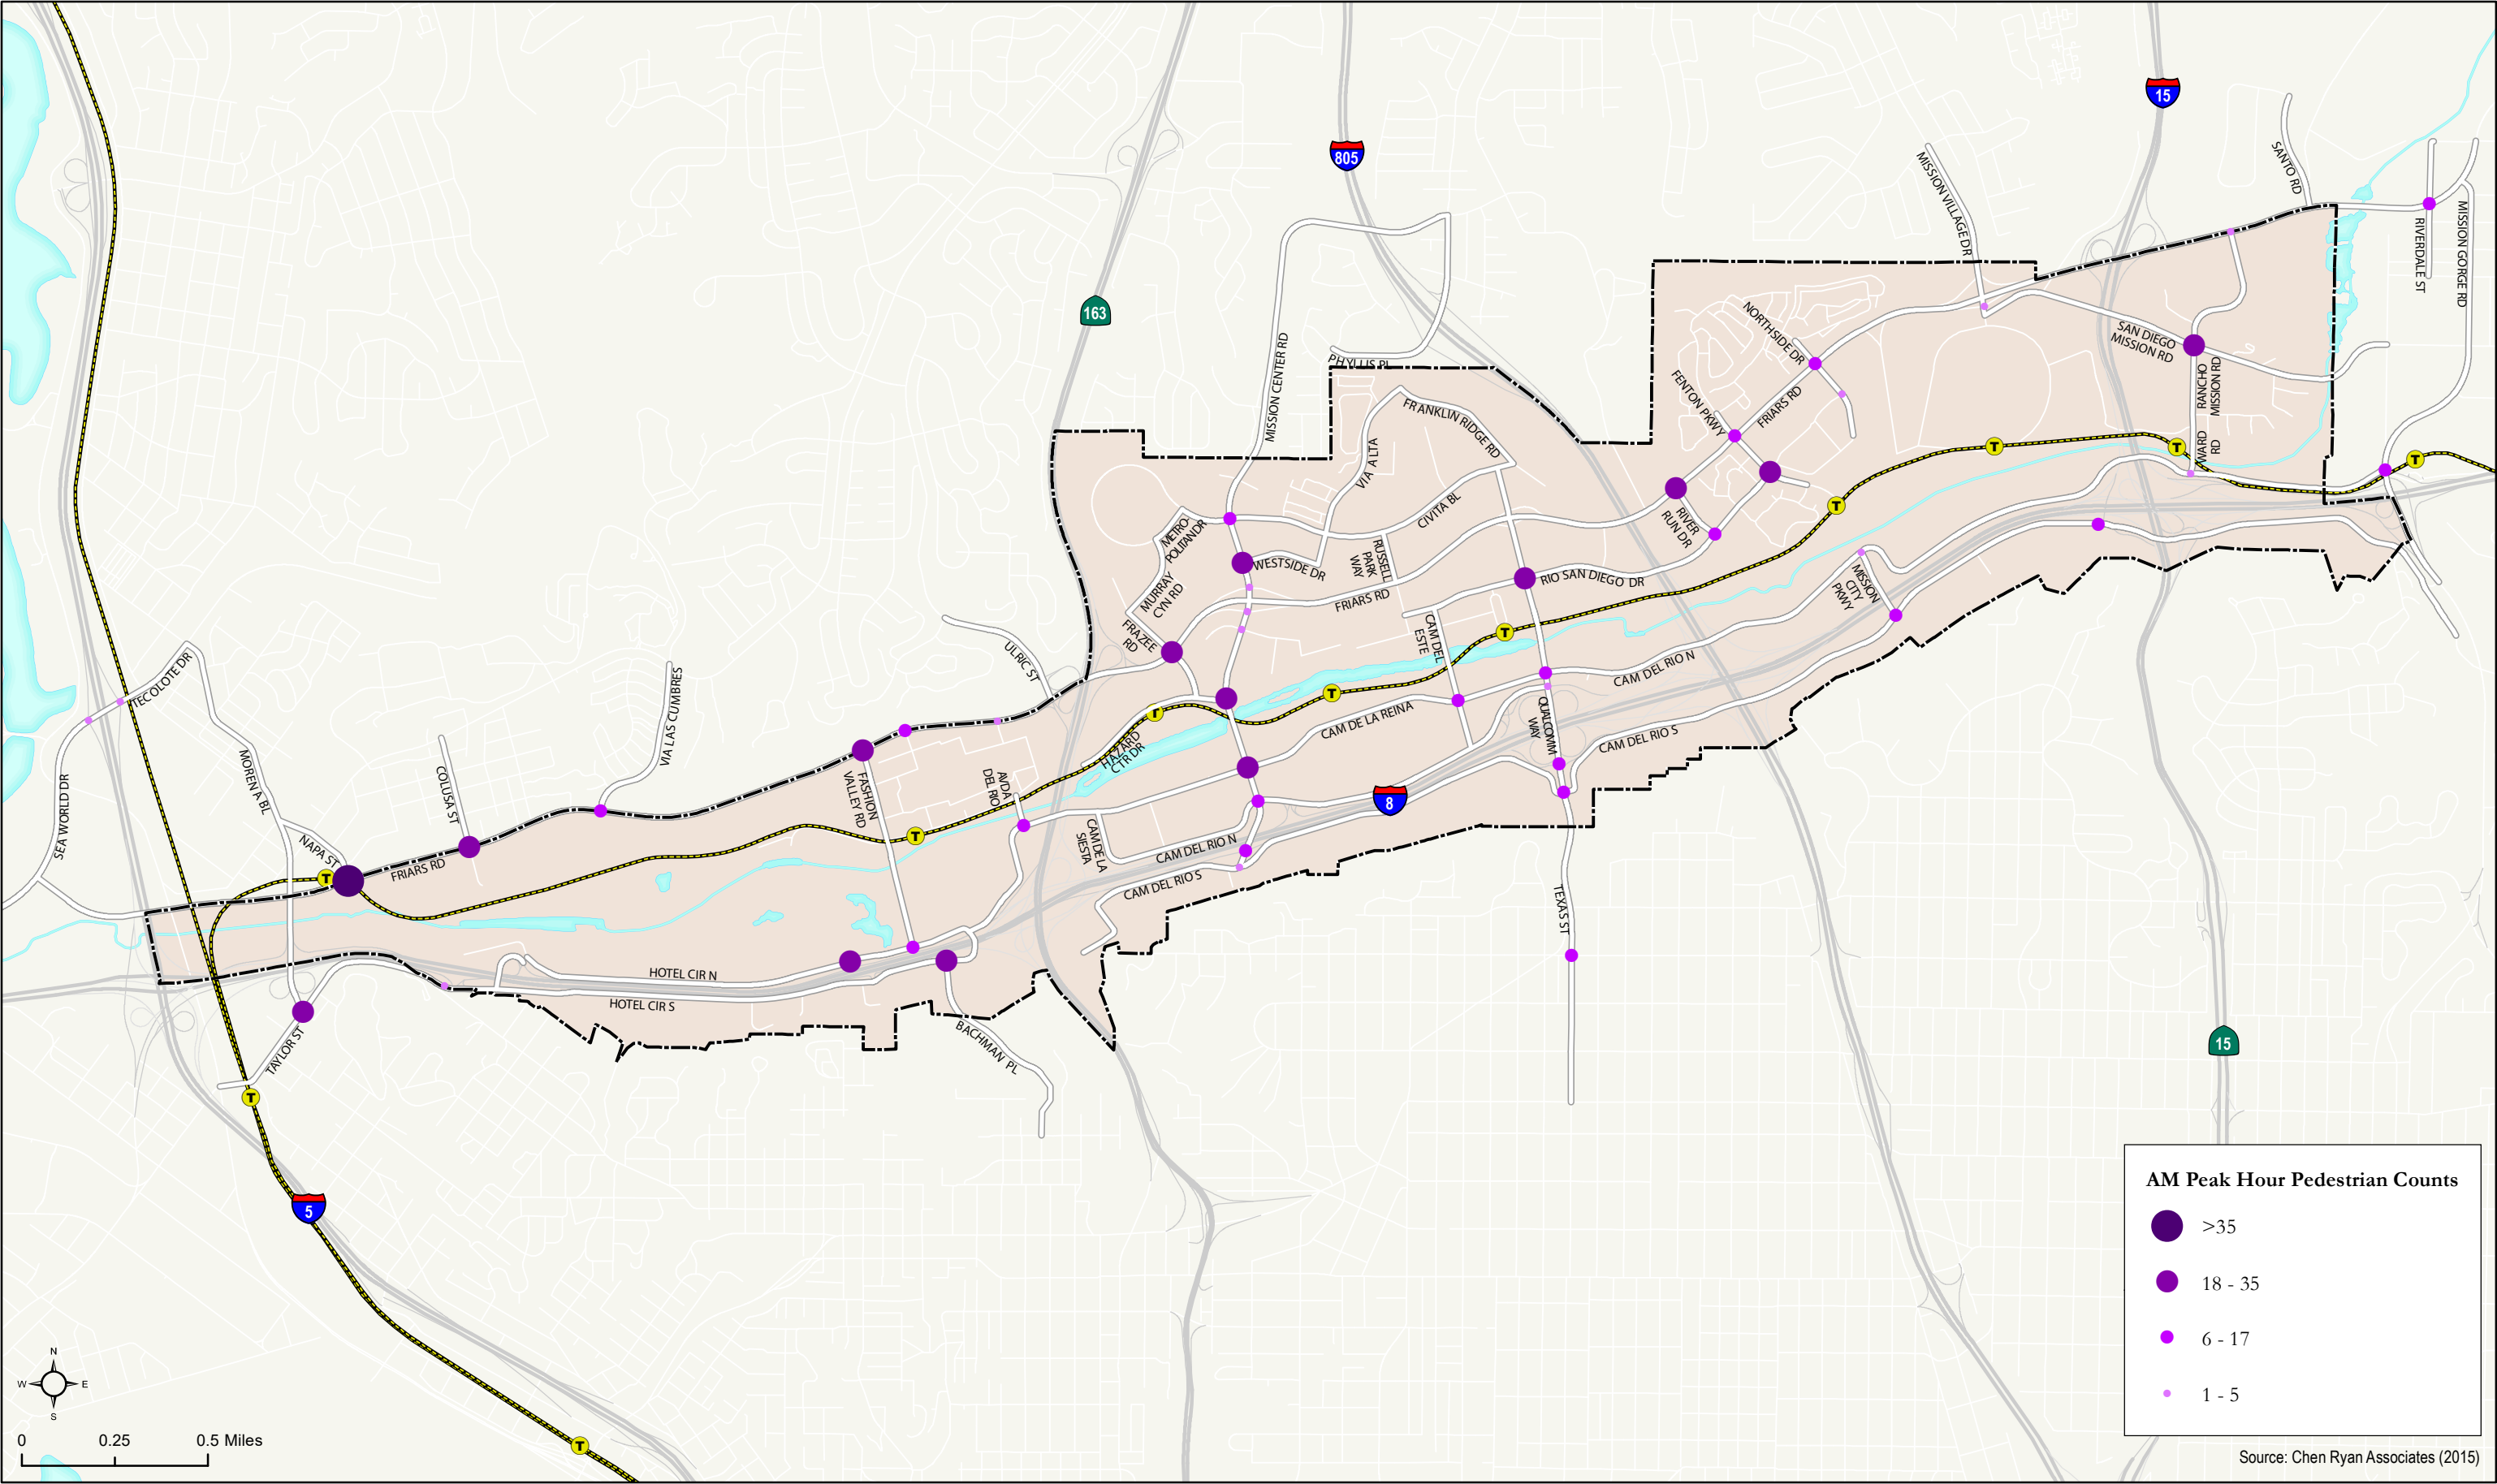 15
SANTO RD
805
MISSION VILLAGE DR
RIVERDALE ST
MISSION GORGE RD
163
NORTHSIDE DR
SAN DIEGO
MISSION RD
MISSION CENTER RD
PHYLLIS PL
FENTON PKWY
FRIARS RD
RANCHO
MISSION RD
FRANKLIN RIDGE RD
VIA ALTA
WARD
RD
CIVITA BL
METRO-
POLITAN DR
RIVER
RUN DR
RUSSELL
PARK
WAY
WESTSIDE DR
RIO SAN DIEGO DR
MURRAY
CYN RD
FRIARS RD
MISSION
CITY
PKWY
FRAZEE
RD
CAM DEL
ESTE
ULRIC ST
TECOLOTE DR
CAM DEL RIO N
VIA LAS CUMBRES
QUALCOMM
WAY
CAM DE LA REINA
CAM DEL RIO S
HAZARD
CTR DR
MORENA BL
COLUSA ST
FASHION
VALLEY RD
AVDA
DEL RIO
SEA WORLD DR
8
CAM DE LA
SIESTA
CAM DEL RIO N
NAPA ST
FRIARS RD
CAM DEL RIO S
TEXAS ST
HOTEL CIR N
HOTEL CIR S
TAYLOR ST
BACHMAN PL
15
T
T
T
T
T
T
T
T
T
T
T
5
AM Peak Hour Pedestrian Counts
>35
18 - 35
6 - 17
1 - 5
N
W E
S
0 0.25 0.5 Miles
Source: Chen Ryan Associates (2015)